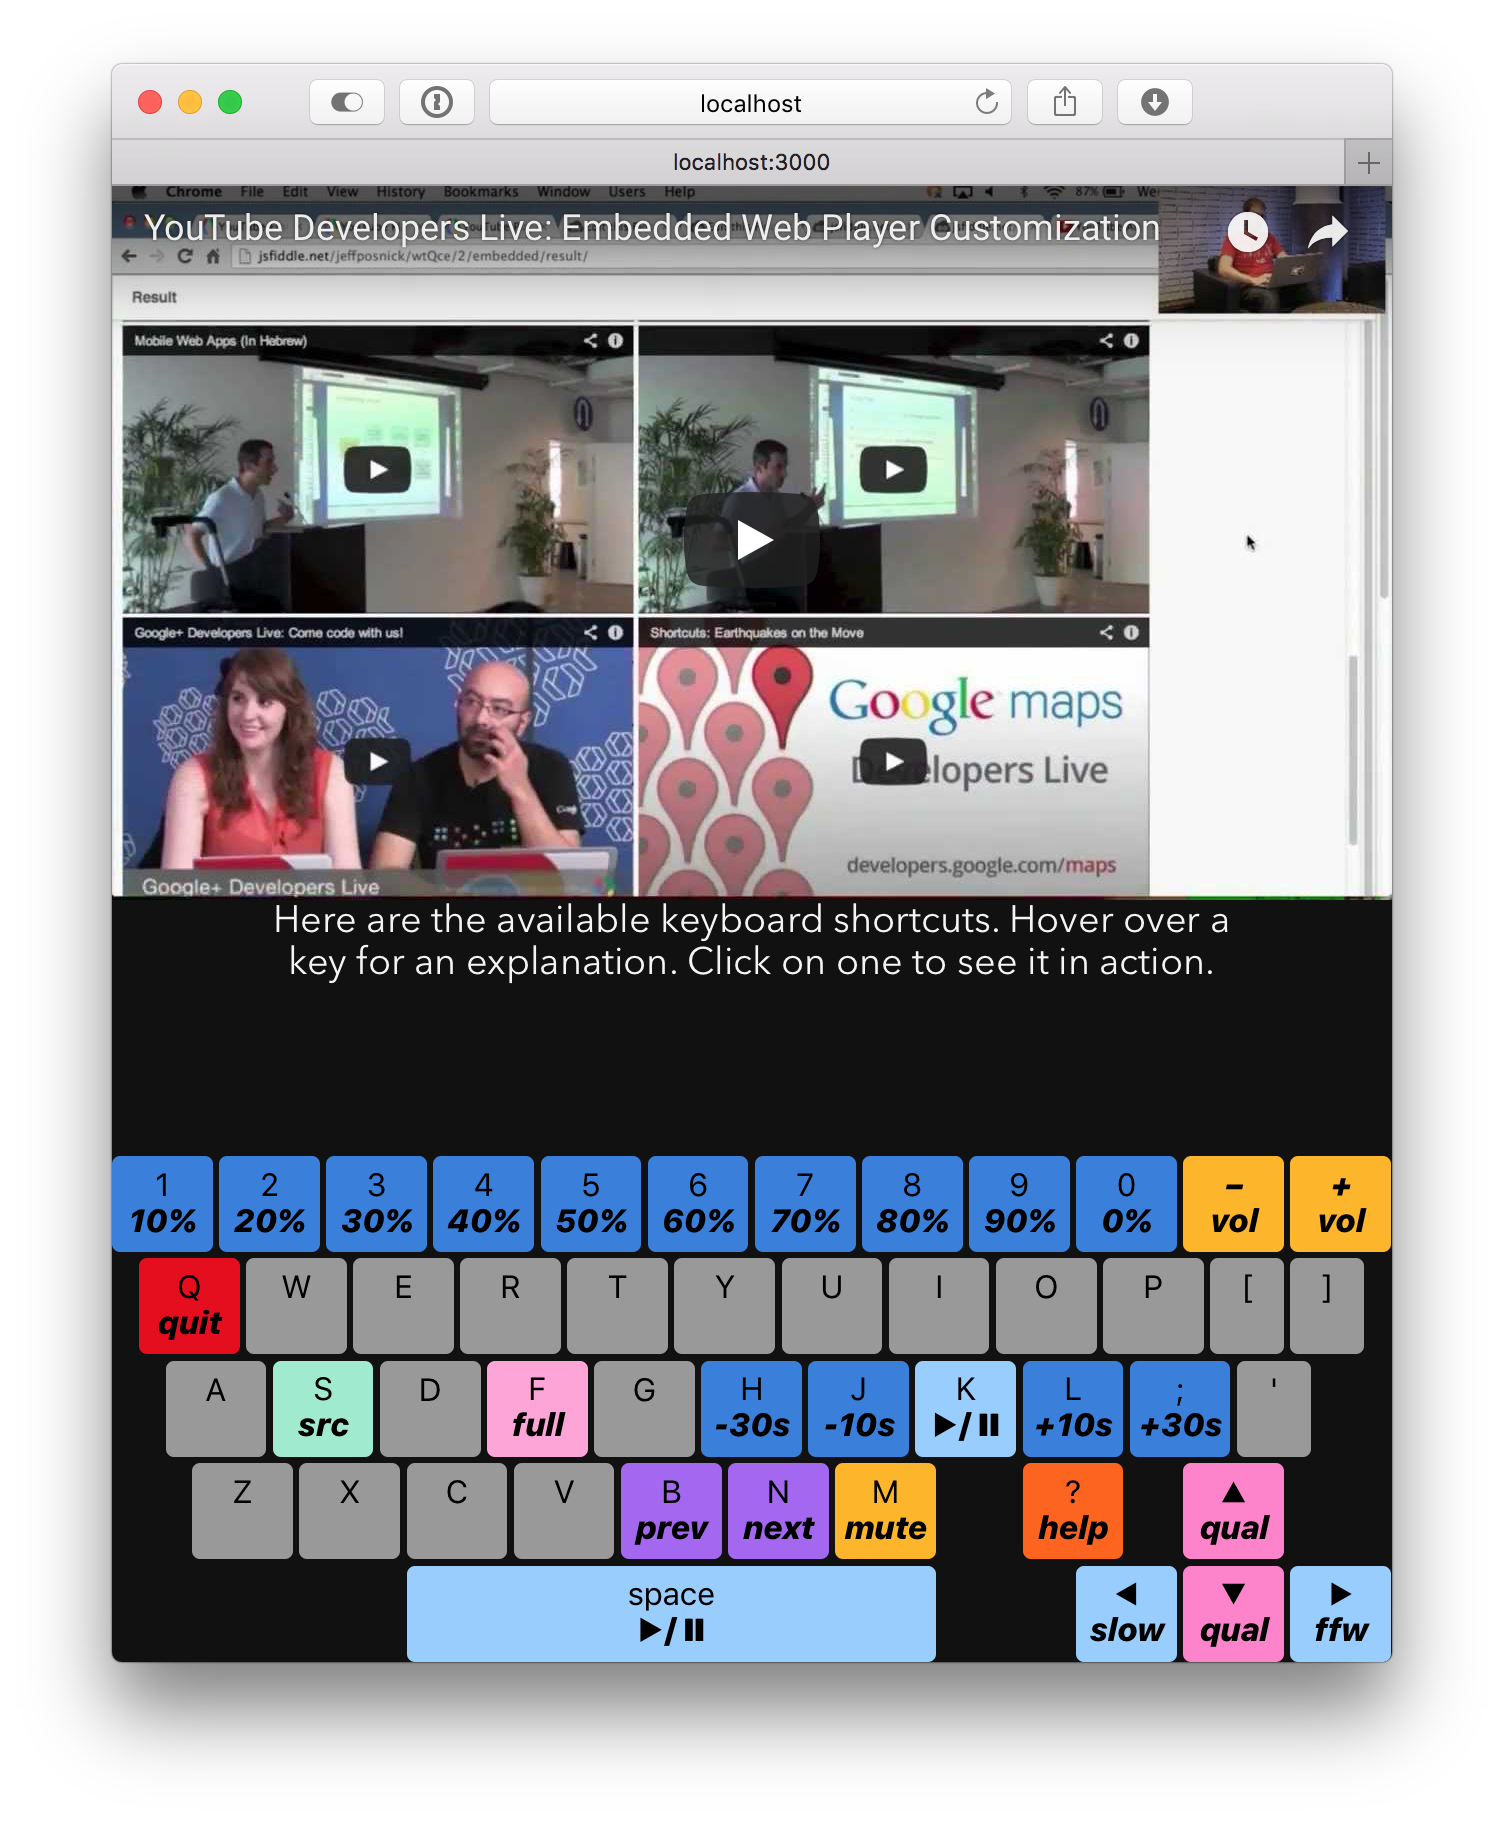 localhost
localhost:3000
Chrome File Edit View History Bookmarks Window Users Help 87%
YouTube Developers Live: Embedded Web Player Customization
jsfiddle.net/jeffposnick/wtQce/2/embedded/result/
Result
Mobile Web Apps (In Hebrew)
Google+ Developers Live: Come code with us!
Shortcuts: Earthquakes on the Move
Google maps
Developers Live
developers.google.com/maps
Google+ Developers Live
Here are the available keyboard shortcuts. Hover over a
key for an explanation. Click on one to see it in action.
1 2 3 4 5 6 7 8 9 0 – +
10% 20% 30% 40% 50% 60% 70% 80% 90% 0% vol vol
Q W E R T Y U I O P [ ]
quit
A S D F G H J K L ; '
src full -30s -10s ▶/⏸ +10s +30s
Z X C V B N M ? ▲
prev next mute help qual
space ◀ ▼ ▶
▶/⏸ slow qual ffw